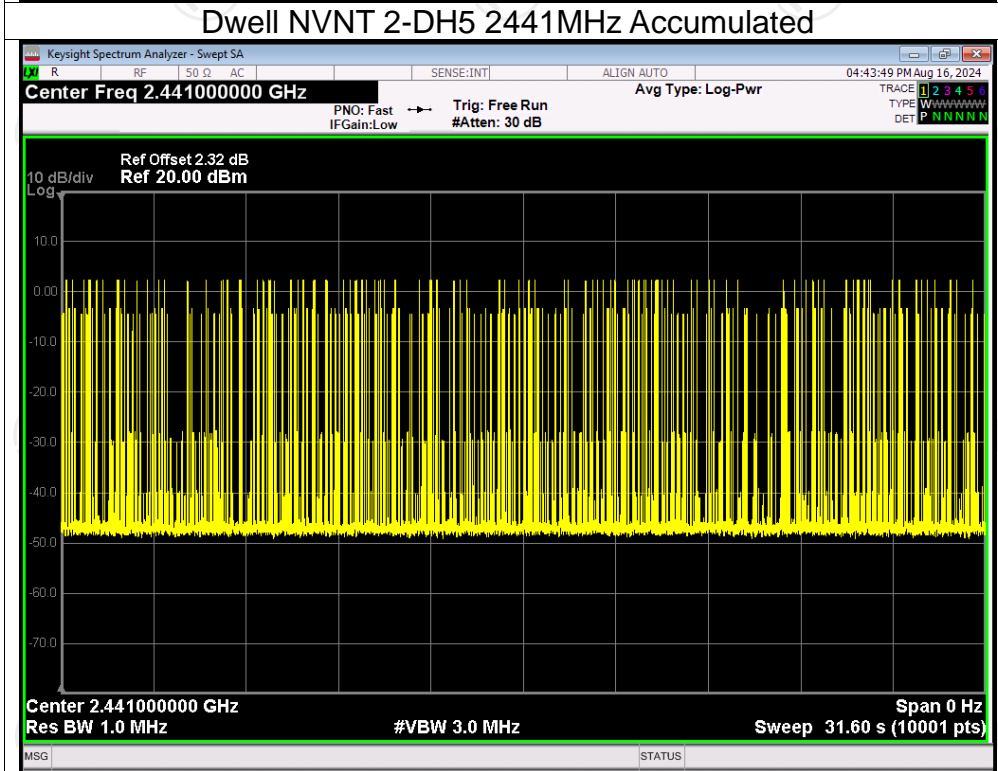 Dwell NVNT 2-DH5 2441MHz Accumulated
Keysight Spectrum Analyzer - Swept SA
LXI R RF 50 Ω AC SENSE:INT ALIGN AUTO 04:43:49 PM Aug 16, 2024
Center Freq 2.441000000 GHz Avg Type: Log-Pwr TRACE 1 2 3 4 5 6
PNO: Fast Trig: Free Run TYPE WWWWWW
IFGain:Low #Atten: 30 dB DET P N N N N N
Ref Offset 2.32 dB
10 dB/div Ref 20.00 dBm
Log
10.0
0.00
-10.0
-20.0
-30.0
-40.0
-50.0
-60.0
-70.0
Center 2.441000000 GHz Span 0 Hz
Res BW 1.0 MHz #VBW 3.0 MHz Sweep 31.60 s (10001 pts)
MSG STATUS